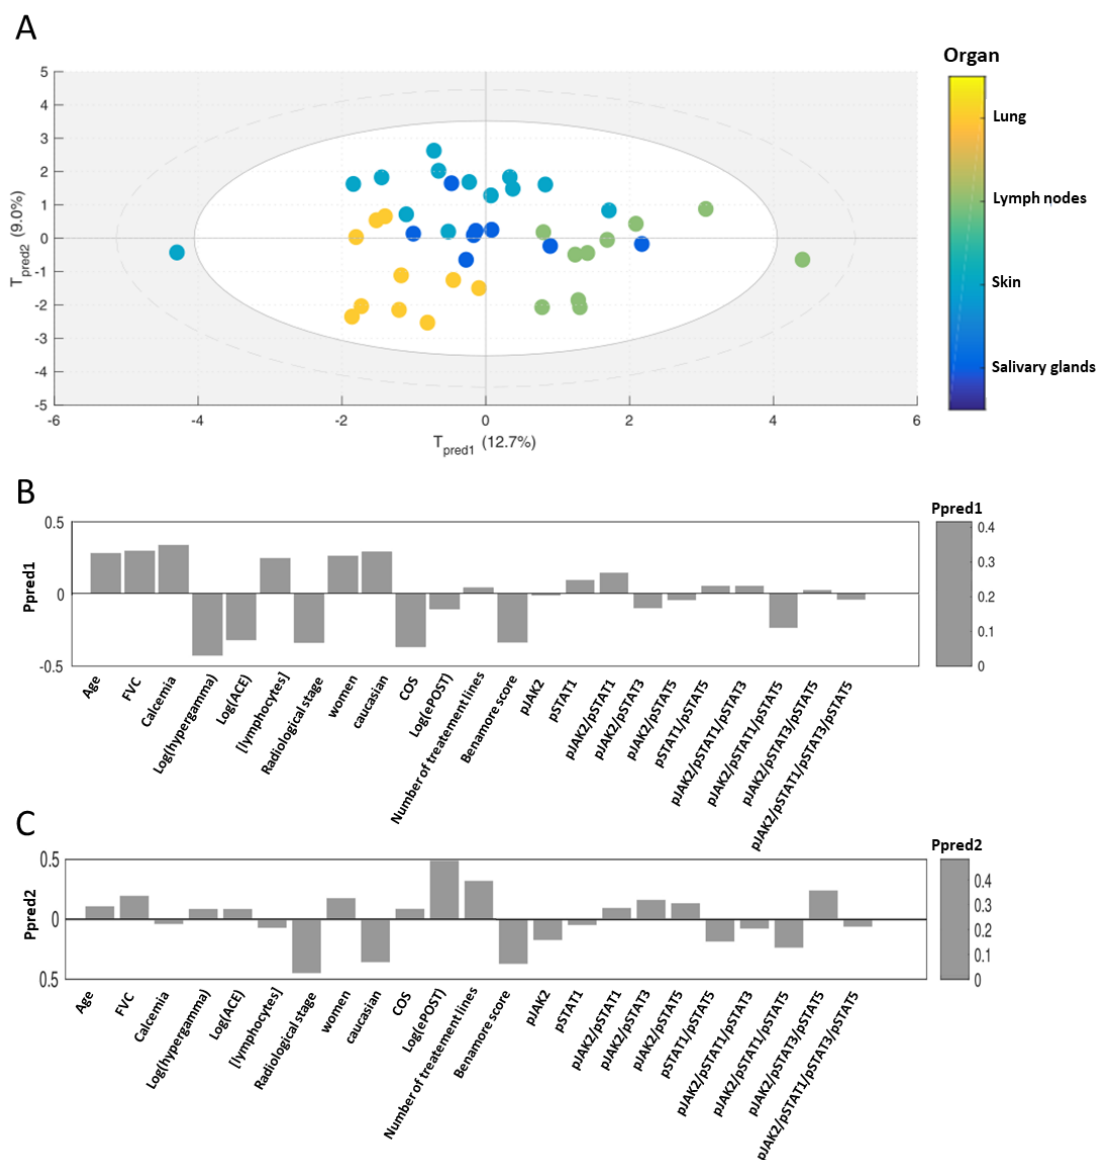 A
Organ
5
4
3
2
1
0
-1
-2
-3
-4
-5
Tpred2 (9.0%)
-6
-4
-2
0
2
4
6
Tpred1 (12.7%)
Lung
Lymph nodes
Skin
Salivary glands
B
Ppred1
0.5
0
-0.5
Ppred1
0.4
0.3
0.2
0.1
0
Age
FVC
Calcemia
Log(hypergamma)
Log(ACE)
[lymphocytes]
Radiological stage
women
caucasian
COS
Log(ePOST)
Number of treatement lines
Benamore score
pJAK2
pSTAT1
pJAK2/pSTAT1
pJAK2/pSTAT3
pJAK2/pSTAT5
pSTAT1/pSTAT5
pJAK2/pSTAT1/pSTAT3
pJAK2/pSTAT1/pSTAT5
pJAK2/pSTAT3/pSTAT5
pJAK2/pSTAT1/pSTAT3/pSTAT5
C
Ppred2
0.5
0
0.5
Ppred2
0.4
0.3
0.2
0.1
0
Age
FVC
Calcemia
Log(hypergamma)
Log(ACE)
[lymphocytes]
Radiological stage
women
caucasian
COS
Log(ePOST)
Number of treatement lines
Benamore score
pJAK2
pSTAT1
pJAK2/pSTAT1
pJAK2/pSTAT3
pJAK2/pSTAT5
pSTAT1/pSTAT5
pJAK2/pSTAT1/pSTAT3
pJAK2/pSTAT1/pSTAT5
pJAK2/pSTAT3/pSTAT5
pJAK2/pSTAT1/pSTAT3/pSTAT5